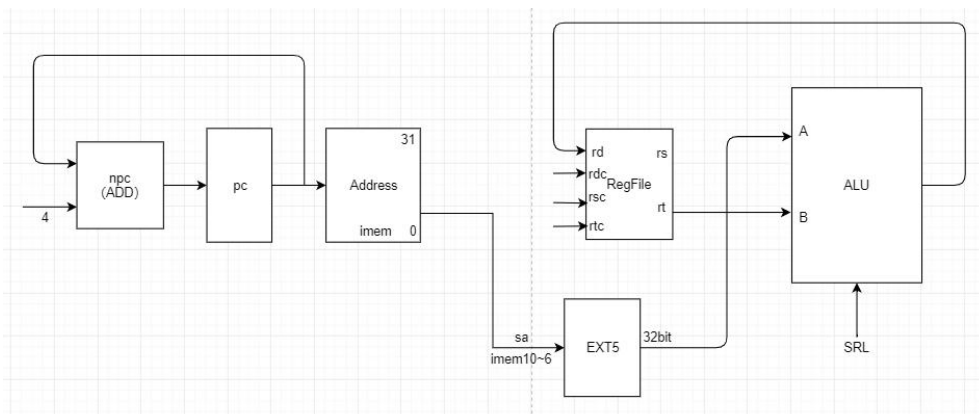 npc
(ADD)
4
pc
31
Address
imem 0
rd
rs
rdc
RegFile
rsc
rt
rtc
A
ALU
B
sa
imem10~6
EXT5
32bit
SRL